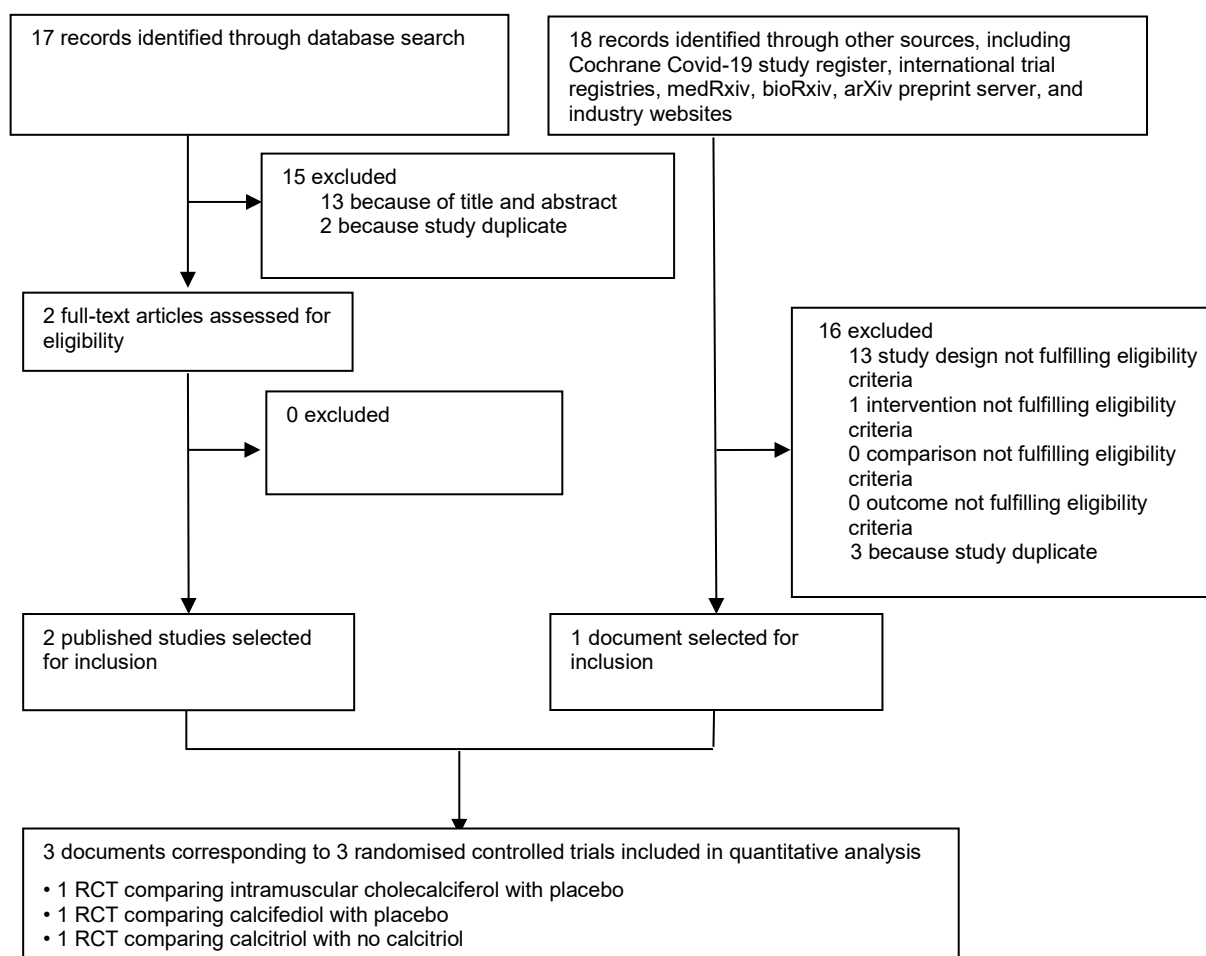 17 records identified through database search
18 records identified through other sources, including
Cochrane Covid-19 study register, international trial
registries, medRxiv, bioRxiv, arXiv preprint server, and
industry websites
15 excluded
13 because of title and abstract
2 because study duplicate
2 full-text articles assessed for
eligibility
16 excluded
13 study design not fulfilling eligibility
criteria
1 intervention not fulfilling eligibility
criteria
0 comparison not fulfilling eligibility
criteria
0 outcome not fulfilling eligibility
criteria
3 because study duplicate
0 excluded
2 published studies selected
for inclusion
1 document selected for
inclusion
3 documents corresponding to 3 randomised controlled trials included in quantitative analysis
• 1 RCT comparing intramuscular cholecalciferol with placebo
• 1 RCT comparing calcifediol with placebo
• 1 RCT comparing calcitriol with no calcitriol